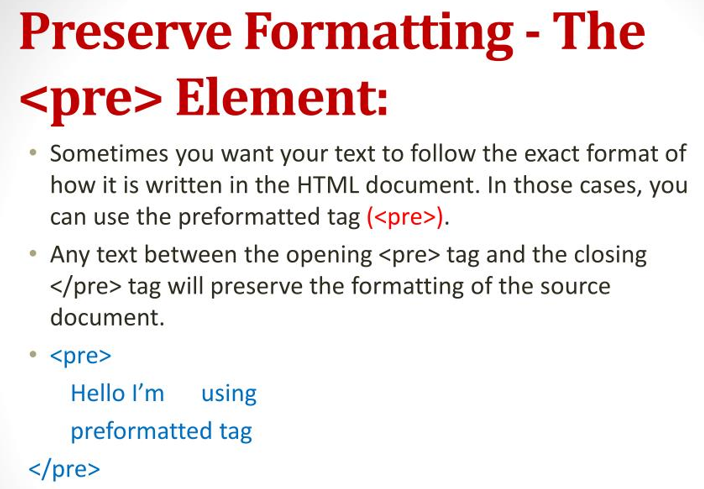 Preserve Formatting - The
<pre> Element:
• Sometimes you want your text to follow the exact format of
how it is written in the HTML document. In those cases, you
can use the preformatted tag (<pre>).
• Any text between the opening <pre> tag and the closing
</pre> tag will preserve the formatting of the source
document.
• <pre>
Hello I’m      using
preformatted tag
</pre>